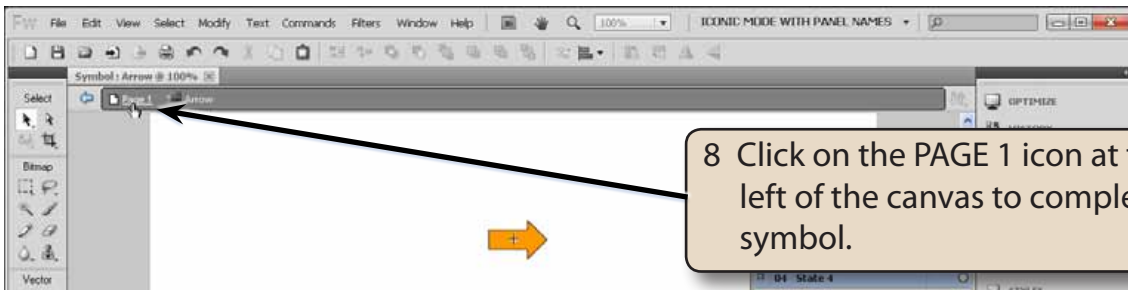 Fw File Edit View Select Modify Text Commands Filters Window Help 100% ICONIC MODE WITH PANEL NAMES
Symbol: Arrow @ 100%
Select Page 1 Arrow OPTIMIZE
HISTORY
Bitmap
8 Click on the PAGE 1 icon at
left of the canvas to comple
symbol.
Vector
04 State 4